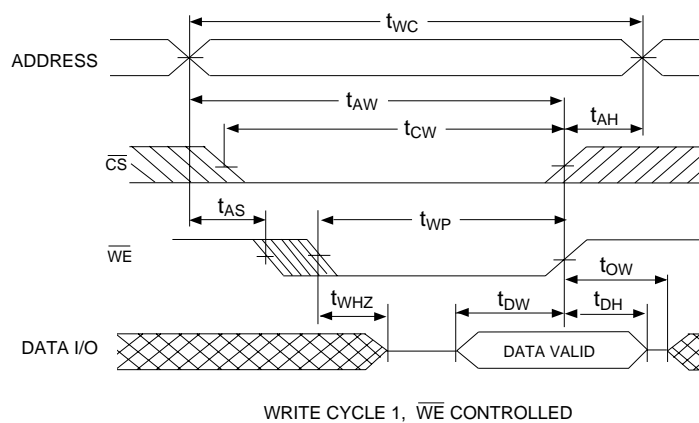 tWC
ADDRESS
tAW
tCW
tAH
CS
tAS
tWP
WE
tOW
tWHZ
tDW
tDH
DATA I/O
DATA VALID
WRITE CYCLE 1, WE CONTROLLED